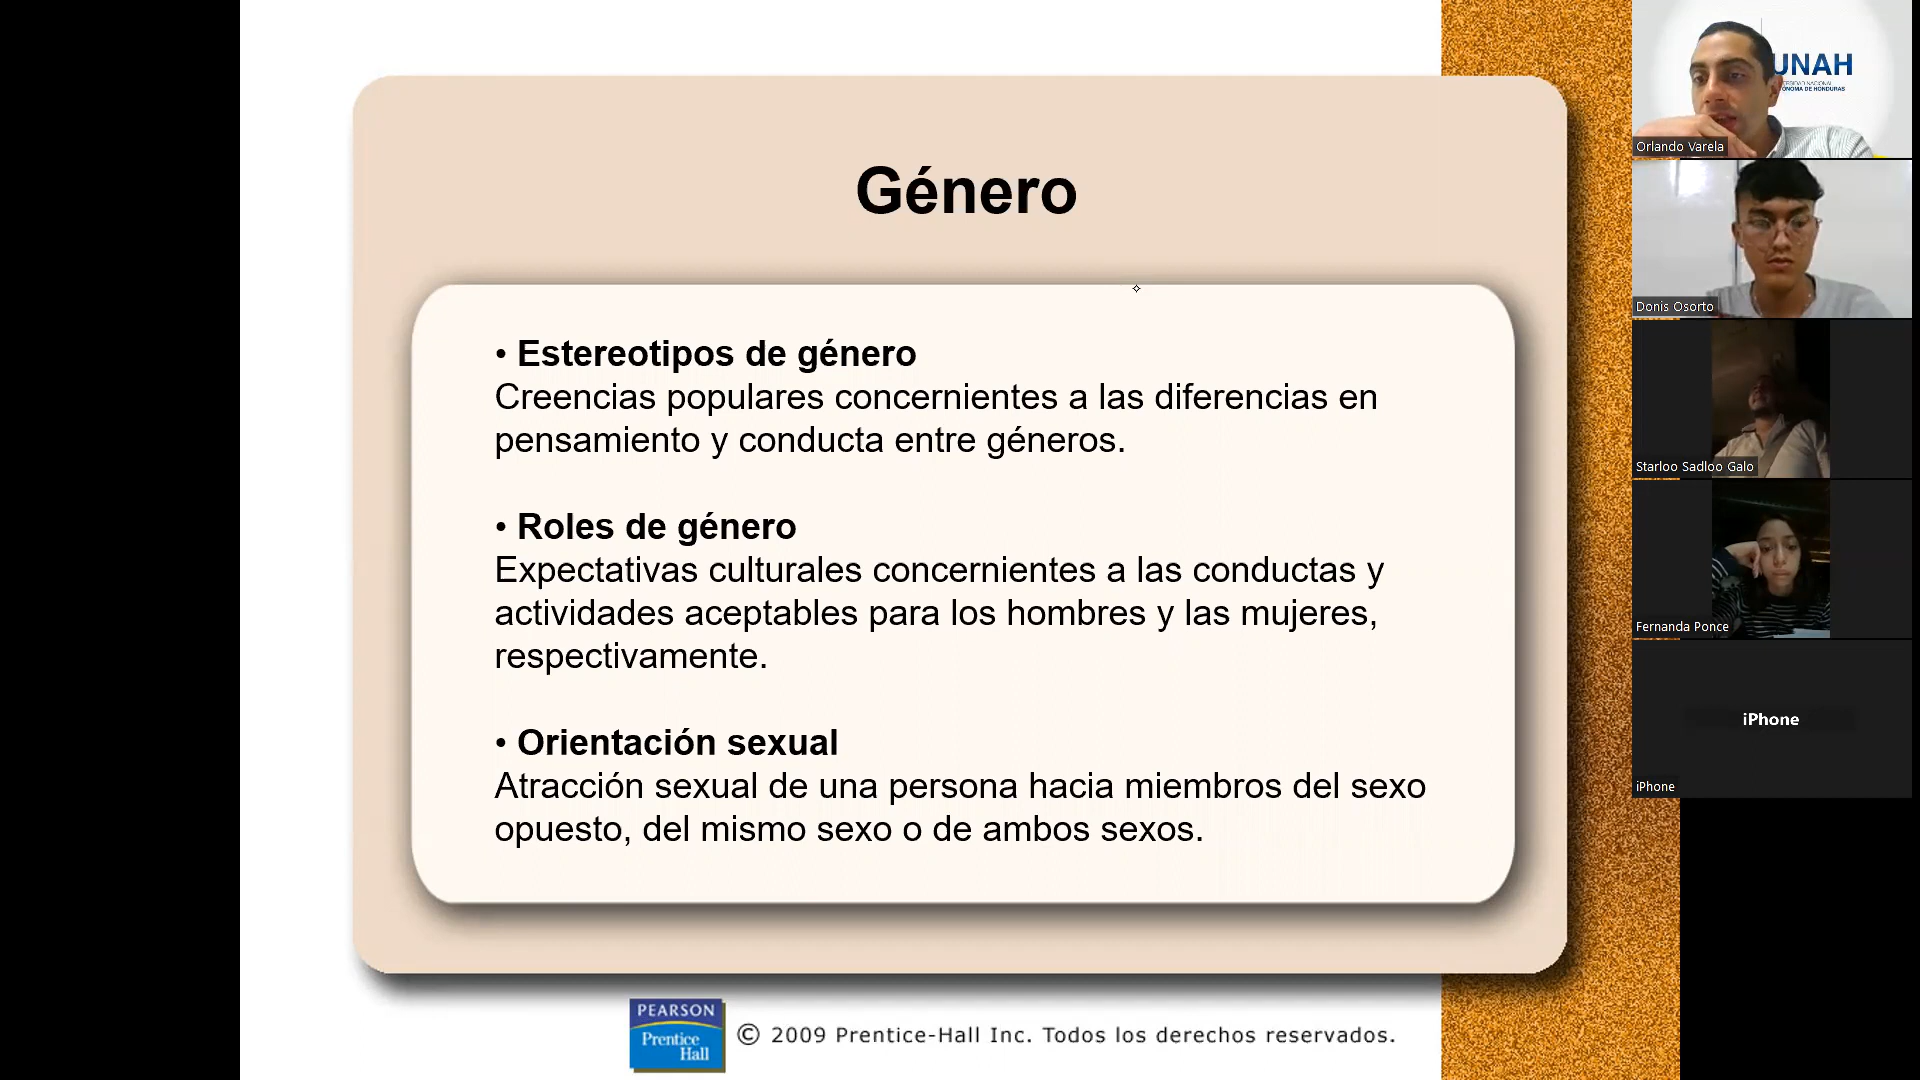 Género
• Estereotipos de género
Creencias populares concernientes a las diferencias en
pensamiento y conducta entre géneros.
• Roles de género
Expectativas culturales concernientes a las conductas y
actividades aceptables para los hombres y las mujeres,
respectivamente.
• Orientación sexual
Atracción sexual de una persona hacia miembros del sexo
opuesto, del mismo sexo o de ambos sexos.
PEARSON
Prentice
Hall
© 2009 Prentice-Hall Inc. Todos los derechos reservados.
UNAH
ONOMA DE HONDURAS
Orlando Varela
Donis Osorto
Starloo Sadloo Galo
Fernanda Ponce
iPhone
iPhone